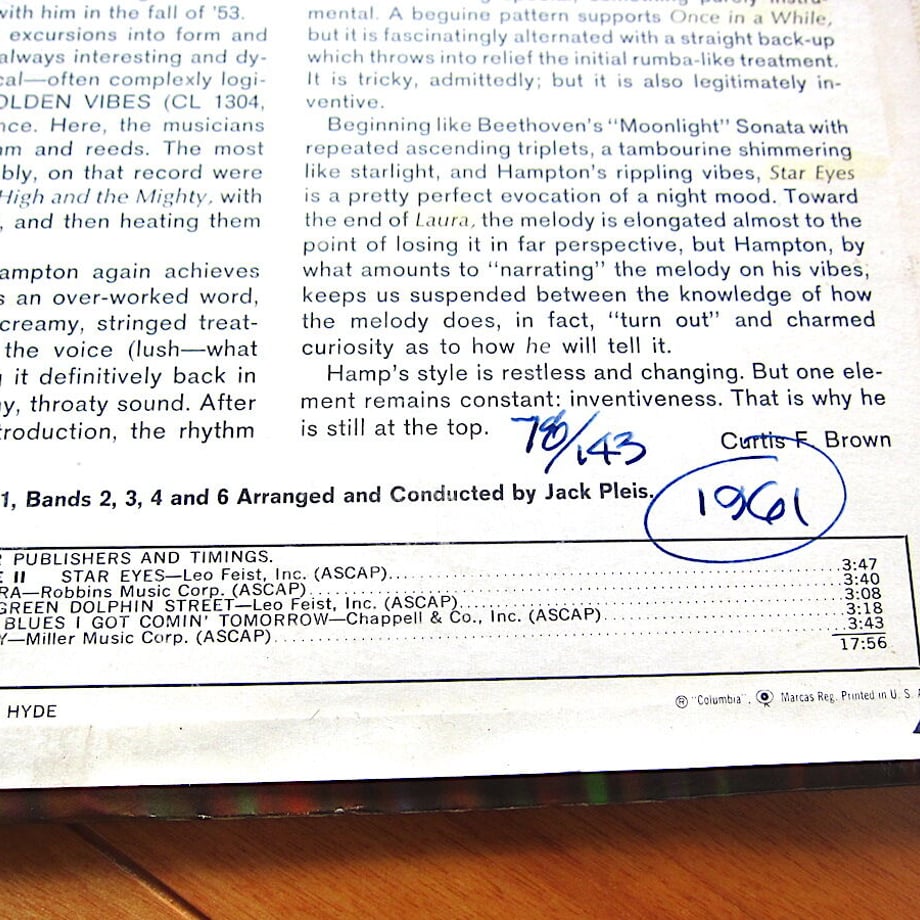 with him in the fall of '53.
excursions into form and
always interesting and dy-
cal—often complexly logi-
OLDEN VIBES (CL 1304,
nce. Here, the musicians
m and reeds. The most
bly, on that record were
High and the Mighty, with
, and then heating them
ampton again achieves
s an over-worked word,
creamy, stringed treat-
the voice (lush—what
it definitively back in
y, throaty sound. After
troduction, the rhythm
mental. A beguine pattern supports Once in a While,
but it is fascinatingly alternated with a straight back-up
which throws into relief the initial rumba-like treatment.
It is tricky, admittedly; but it is also legitimately in-
ventive.
Beginning like Beethoven's "Moonlight" Sonata with
repeated ascending triplets, a tambourine shimmering
like starlight, and Hampton's rippling vibes, Star Eyes
is a pretty perfect evocation of a night mood. Toward
the end of Laura, the melody is elongated almost to the
point of losing it in far perspective, but Hampton, by
what amounts to "narrating" the melody on his vibes,
keeps us suspended between the knowledge of how
the melody does, in fact, "turn out" and charmed
curiosity as to how he will tell it.
Hamp's style is restless and changing. But one ele-
ment remains constant: inventiveness. That is why he
is still at the top.
Curtis F. Brown
1961
1, Bands 2, 3, 4 and 6 Arranged and Conducted by Jack Pleis.
PUBLISHERS AND TIMINGS.
E II STAR EYES—Leo Feist, Inc. (ASCAP) 3:47
RA—Robbins Music Corp. (ASCAP) 3:40
GREEN DOLPHIN STREET—Leo Feist, Inc. (ASCAP) 3:08
BLUES I GOT COMIN' TOMORROW—Chappell & Co., Inc. (ASCAP) 3:18
Y—Miller Music Corp. (ASCAP) 3:43
17:56
HYDE
® "Columbia", Marcas Reg. Printed in U. S. A